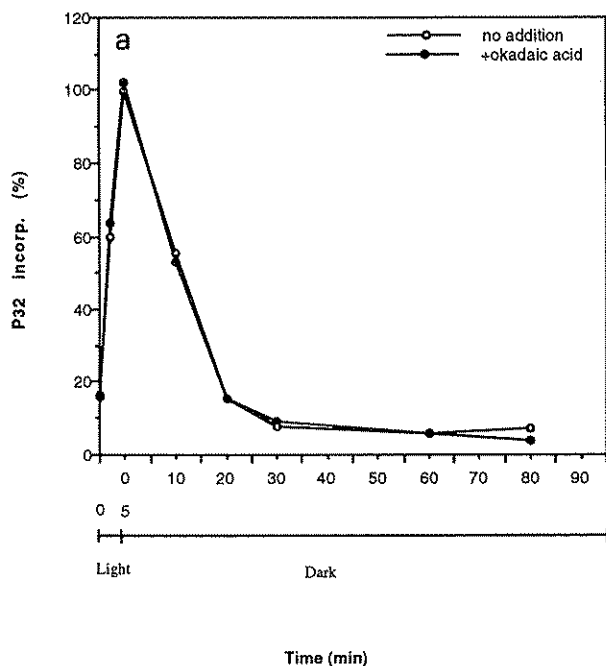 a
no addition
+okadaic acid
120
100
80
60
40
20
0
P32 incorp. (%)
0 10 20 30 40 50 60 80 90
0 5
Light Dark
Time (min)